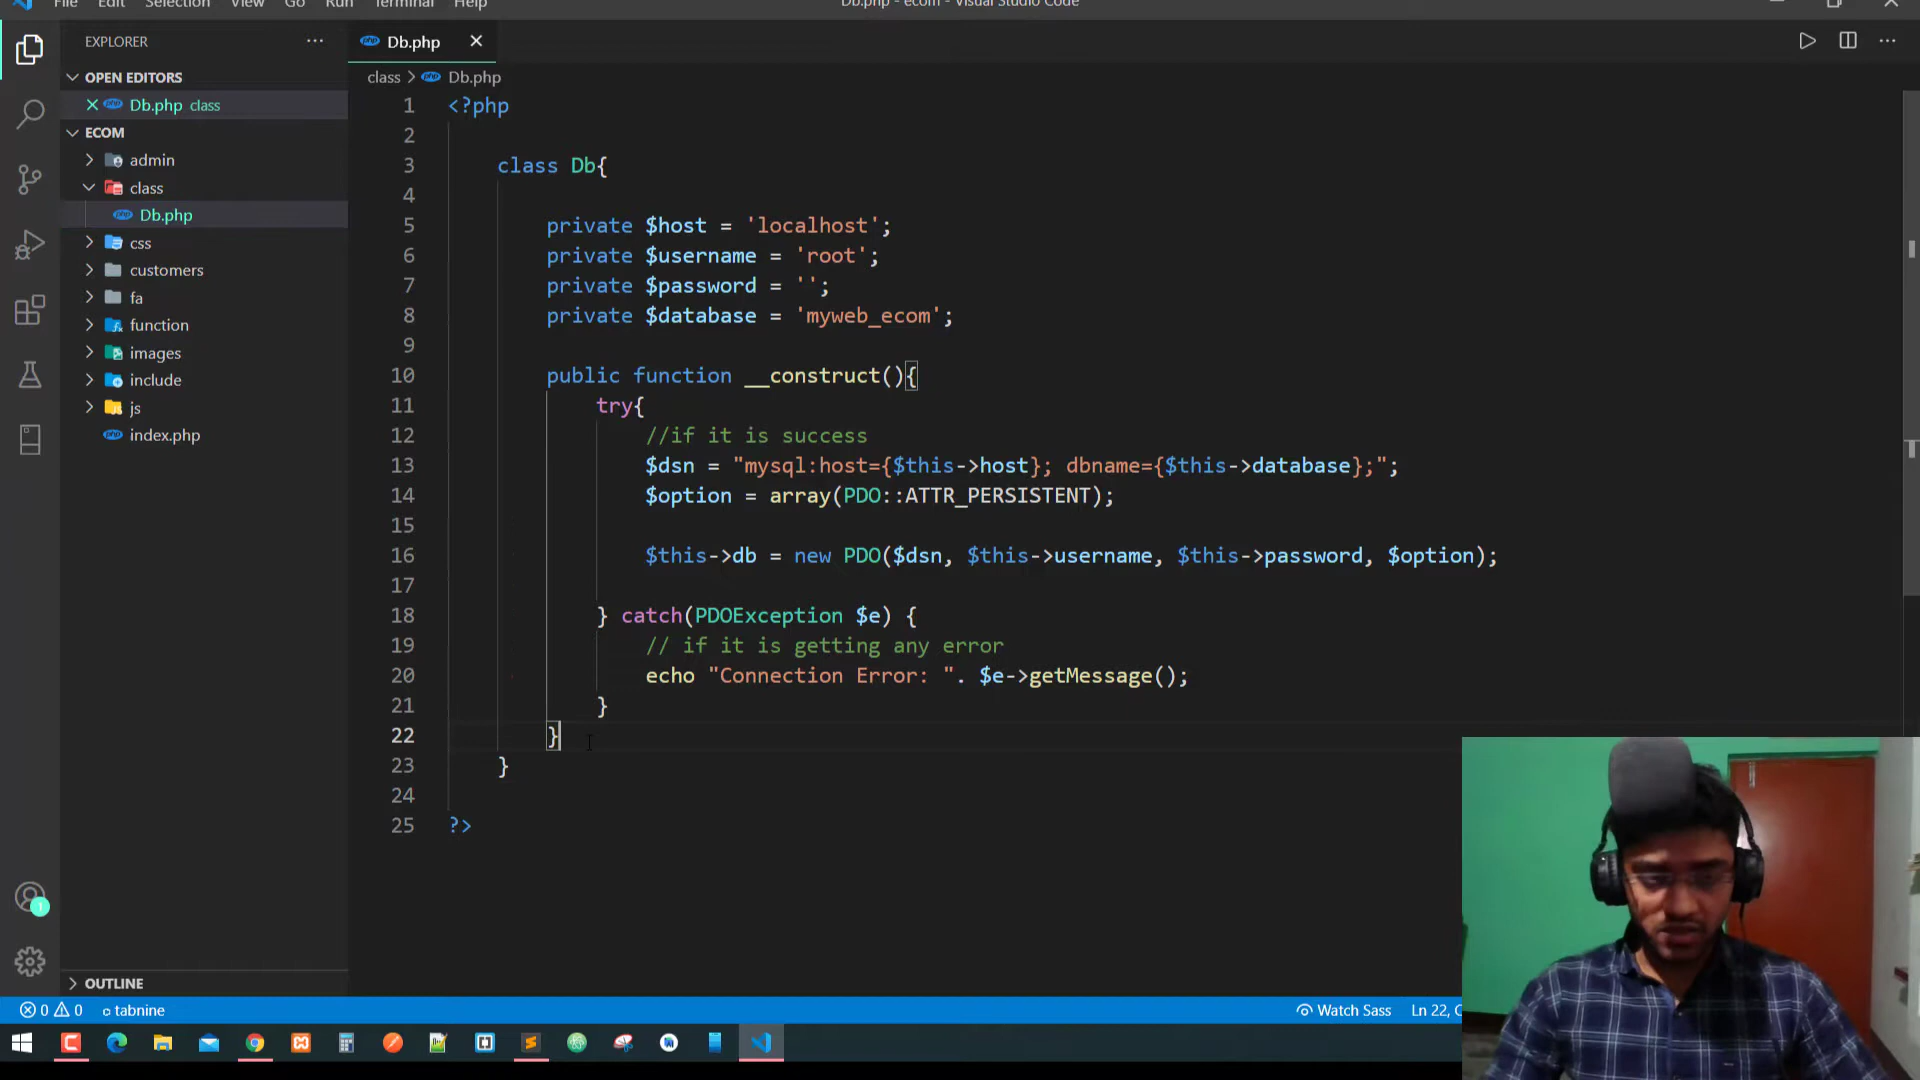 File Edit Selection View Go Run Terminal Help
Db.php - ecom - Visual Studio Code
EXPLORER
OPEN EDITORS
Db.php class
ECOM
admin
class
Db.php
css
customers
fa
function
images
include
js
index.php
OUTLINE
Db.php
class > Db.php
1 <?php
2
3 class Db{
4
5 private $host = 'localhost';
6 private $username = 'root';
7 private $password = '';
8 private $database = 'myweb_ecom';
9
10 public function __construct(){
11 try{
12 //if it is success
13 $dsn = "mysql:host={$this->host}; dbname={$this->database};";
14 $option = array(PDO::ATTR_PERSISTENT);
15
16 $this->db = new PDO($dsn, $this->username, $this->password, $option);
17
18 } catch(PDOException $e) {
19 // if it is getting any error
20 echo "Connection Error: ". $e->getMessage();
21 }
22 }
23 }
24
25 ?>
1
0 0 tabnine
Watch Sass Ln 22, C